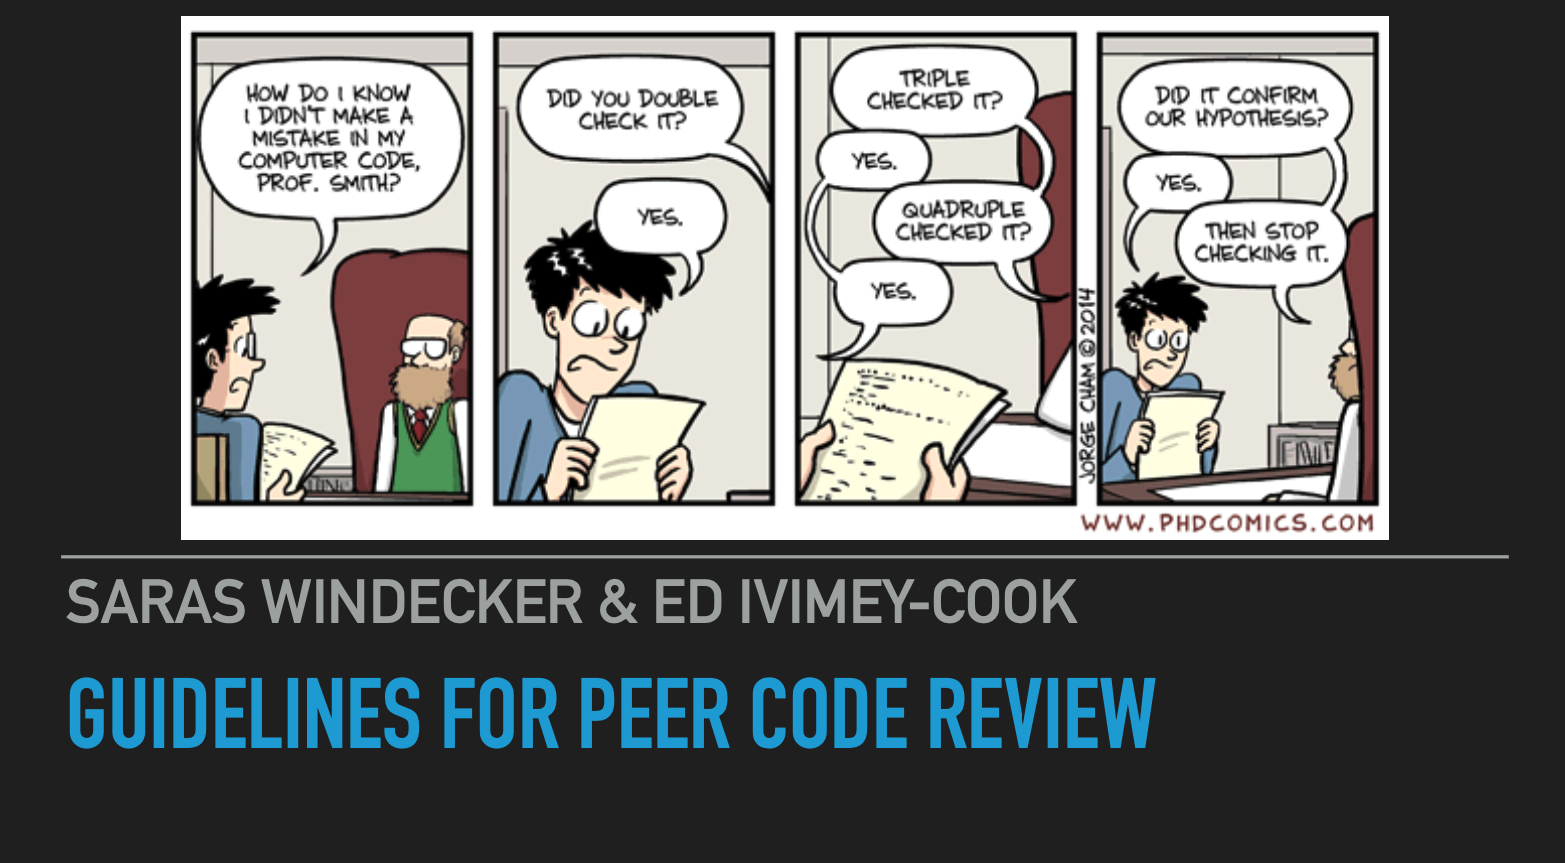 HOW DO I KNOW
I DIDN'T MAKE A
MISTAKE IN MY
COMPUTER CODE,
PROF. SMITH?
DID YOU DOUBLE
CHECK IT?
YES.
TRIPLE
CHECKED IT?
YES.
QUADRUPLE
CHECKED IT?
YES.
JORGE CHAM © 2014
DID IT CONFIRM
OUR HYPOTHESIS?
YES.
THEN STOP
CHECKING IT.
WWW.PHDCOMICS.COM
SARAS WINDECKER & ED IVIMEY-COOK
GUIDELINES FOR PEER CODE REVIEW